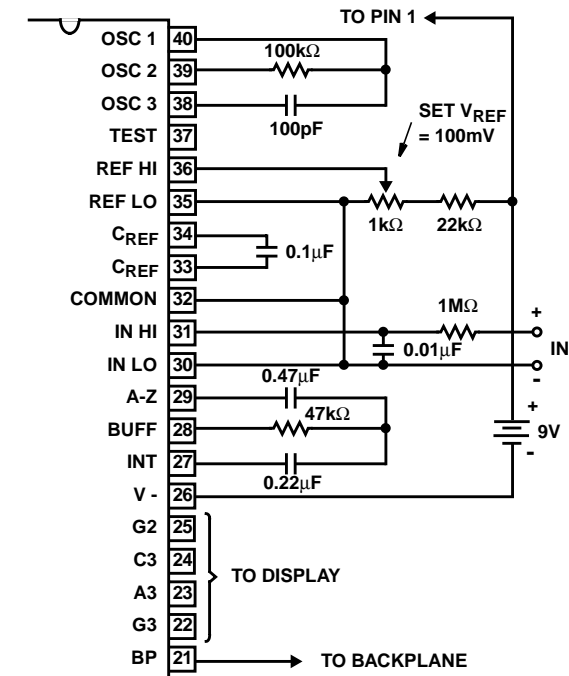 TO PIN 1
OSC 1 40
100kΩ
OSC 2 39
OSC 3 38
100pF
SET VREF
= 100mV
TEST 37
REF HI 36
REF LO 35
1kΩ 22kΩ
CREF 34
0.1µF
CREF 33
COMMON 32
1MΩ
+
IN HI 31
0.01µF
IN
IN LO 30
-
0.47µF
A-Z 29
+
47kΩ
BUFF 28
9V
-
INT 27
0.22µF
V - 26
G2 25
C3 24
TO DISPLAY
A3 23
G3 22
BP 21
TO BACKPLANE